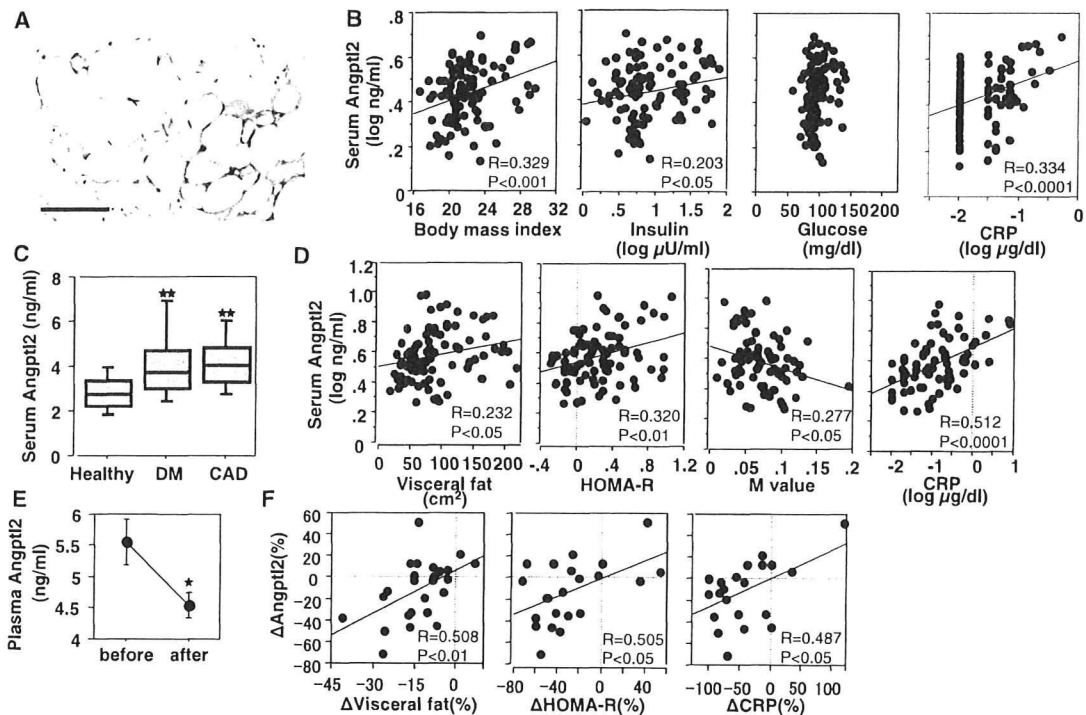 A
B
Serum Angptl2
(log ng/ml)
.8
.6
.4
.2
0
R=0.329
P<0.001
16 20 24 28 32
Body mass index
R=0.203
P<0.05
0 .5 1 1.5 2
Insulin
(log µU/ml)
0 50 100 150 200
Glucose
(mg/dl)
R=0.334
P<0.0001
-2 -1 0
CRP
(log µg/dl)
C
Serum Angptl2 (ng/ml)
8
6
4
2
0
★★
★★
Healthy DM CAD
D
Serum Angptl2
(log ng/ml)
1.2
1.0
.8
.6
.4
.2
0
R=0.232
P<0.05
0 50 100 150 200
Visceral fat
(cm²)
R=0.320
P<0.01
-.4 0 .4 .8 1.2
HOMA-R
R=0.277
P<0.05
0 .05 .1 .15 .2
M value
R=0.512
P<0.0001
-2 -1 0 1
CRP
(log µg/dl)
E
Plasma Angptl2
(ng/ml)
6
5.5
5
4.5
4
★
before after
F
ΔAngptl2(%)
60
40
20
0
-20
-40
-60
-80
R=0.508
P<0.01
-45 -30 -15 0
ΔVisceral fat(%)
R=0.505
P<0.05
-80 -40 0 40
ΔHOMA-R(%)
R=0.487
P<0.05
-100 -50 0 50 100
ΔCRP(%)